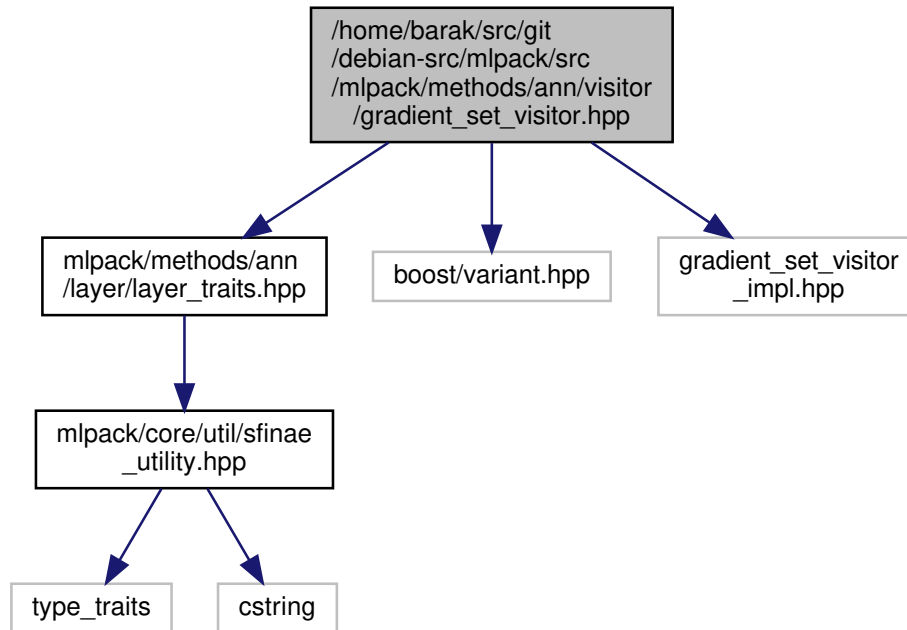 /home/barak/src/git
/debian-src/mlpack/src
/mlpack/methods/ann/visitor
/gradient_set_visitor.hpp
mlpack/methods/ann
/layer/layer_traits.hpp
boost/variant.hpp
gradient_set_visitor
_impl.hpp
mlpack/core/util/sfinae
_utility.hpp
type_traits
cstring